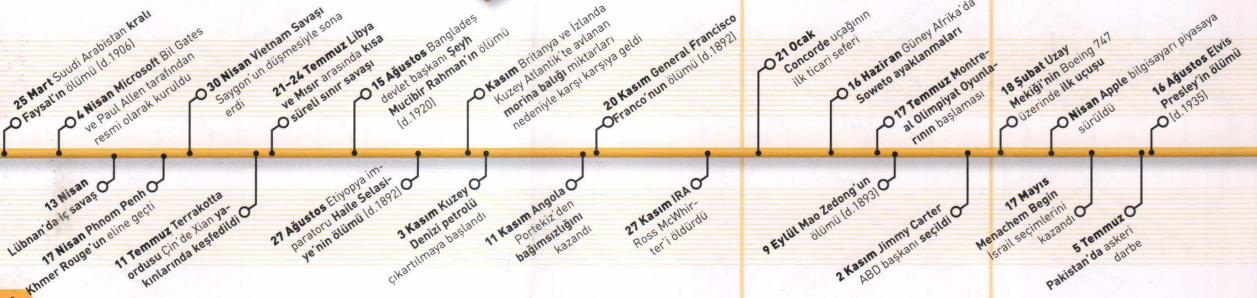 25 Mart Suudi Arabistan kralı
Faysal'ın ölümü (d.1906)
4 Nisan Microsoft Bil Gates
ve Paul Allen tarafından
resmi olarak kuruldu
30 Nisan Vietnam Savaşı
Saygon'un düşmesiyle sona
erdi
21–24 Temmuz Libya
ve Mısır arasında kısa
süreli sınır savaşı
15 Ağustos Bangladeş
devlet başkanı Şeyh
Mucibir Rahman'ın ölümü
(d.1920)
Kasım Britanya ve İzlanda
Kuzey Atlantik'te avlanan
morina balığı miktarları
nedeniyle karşı karşıya geldi
20 Kasım General Francisco
Franco'nun ölümü (d.1892)
21 Ocak
Concorde uçağının
ilk ticari seferi
16 Haziran Güney Afrika'da
Soweto ayaklanmaları
17 Temmuz Montre-
al Olimpiyat Oyunla-
rının başlaması
18 Şubat Uzay
Mekiği'nin Boeing 747
üzerinde ilk uçuşu
Nisan Apple bilgisayarı piyasaya
sürüldü
16 Ağustos Elvis
Presley'in ölümü
(d.1935)
13 Nisan
Lübnan'da iç savaş
17 Nisan Phnom Penh
Khmer Rouge'un eline geçti
11 Temmuz Terrakotta
ordusu Çin'de Xian ya-
kınlarında keşfedildi
27 Ağustos Etiyopya im-
paratoru Haile Selasi-
ye'nin ölümü (d.1892)
3 Kasım Kuzey
Denizi petrolü
çıkartılmaya başlandı
11 Kasım Angola
Portekiz'den
bağımsızlığını
kazandı
27 Kasım IRA
Ross McWhir-
ter'i öldürdü
9 Eylül Mao Zedong'un
ölümü (d.1893)
2 Kasım Jimmy Carter
ABD başkanı seçildi
17 Mayıs
Menachem Begin
İsrail seçimlerini
kazandı
5 Temmuz
Pakistan'da askeri
darbe